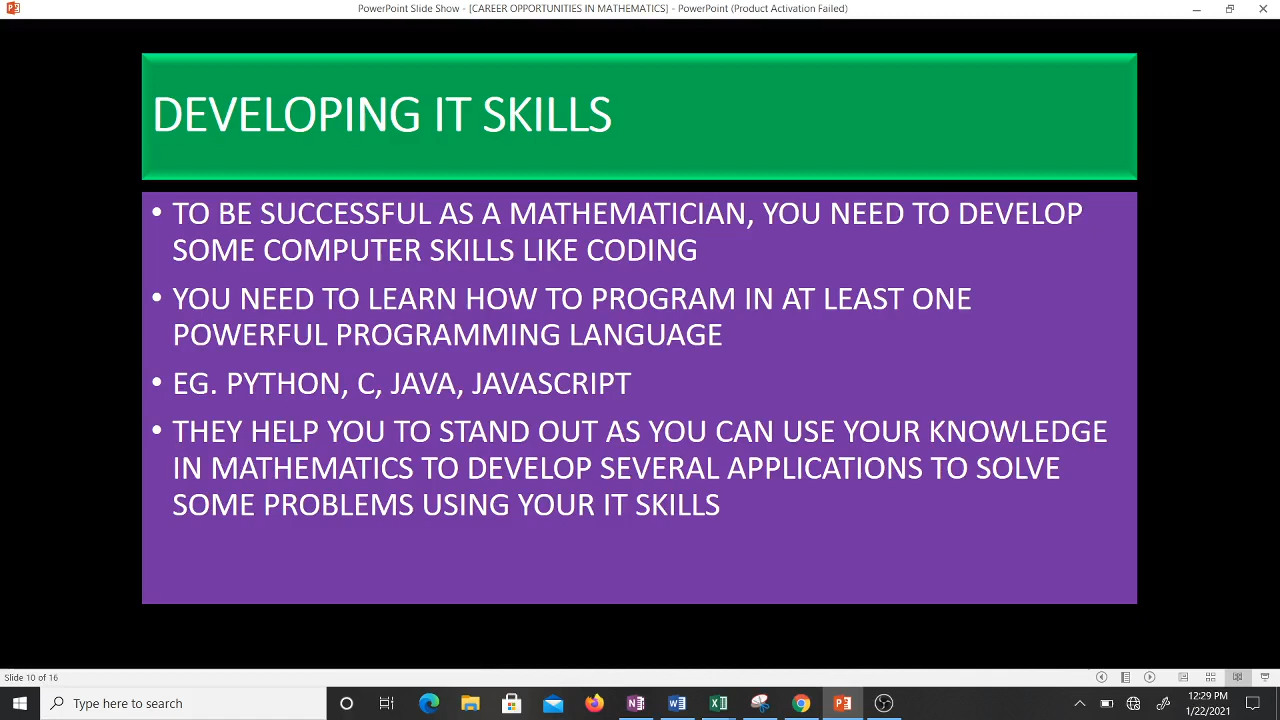 PowerPoint Slide Show - [CAREER OPPORTUNITIES IN MATHEMATICS] - PowerPoint (Product Activation Failed)
DEVELOPING IT SKILLS
• TO BE SUCCESSFUL AS A MATHEMATICIAN, YOU NEED TO DEVELOP
SOME COMPUTER SKILLS LIKE CODING
• YOU NEED TO LEARN HOW TO PROGRAM IN AT LEAST ONE
POWERFUL PROGRAMMING LANGUAGE
• EG. PYTHON, C, JAVA, JAVASCRIPT
• THEY HELP YOU TO STAND OUT AS YOU CAN USE YOUR KNOWLEDGE
IN MATHEMATICS TO DEVELOP SEVERAL APPLICATIONS TO SOLVE
SOME PROBLEMS USING YOUR IT SKILLS
Slide 10 of 16
Type here to search
12:29 PM
1/22/2021